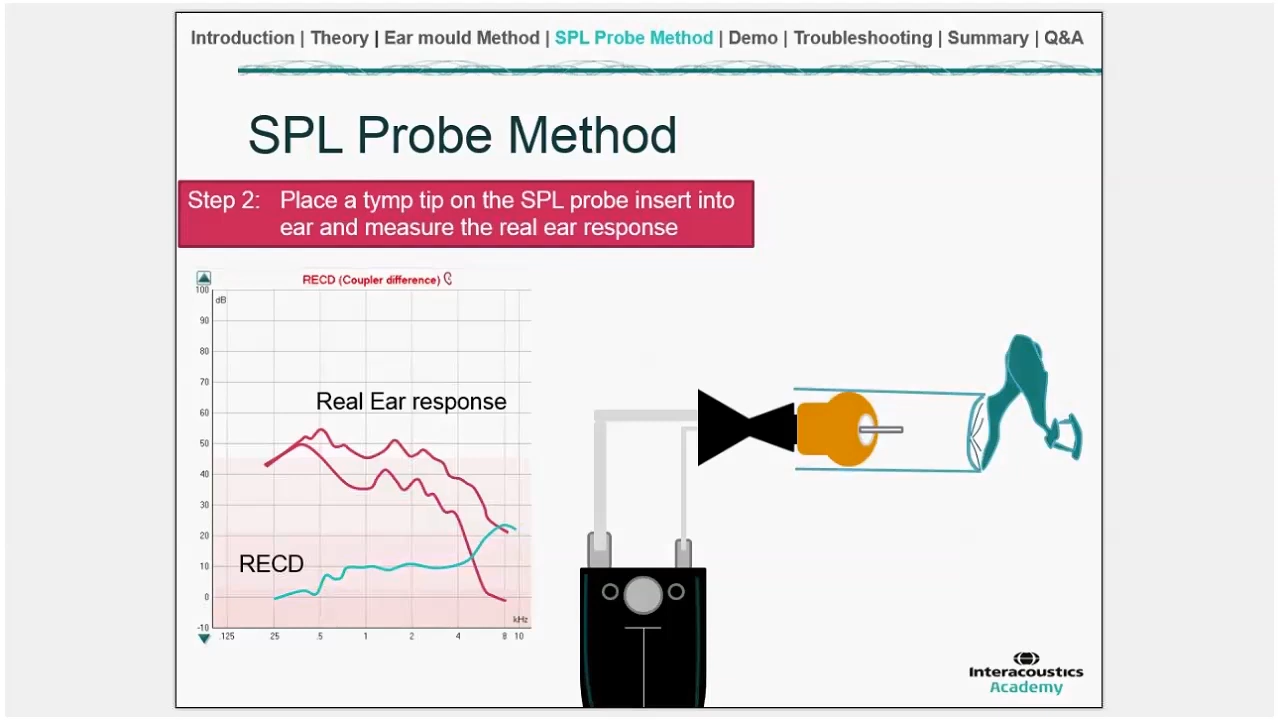 Introduction | Theory | Ear mould Method | SPL Probe Method | Demo | Troubleshooting | Summary | Q&A
SPL Probe Method
Step 2: Place a tymp tip on the SPL probe insert into
ear and measure the real ear response
RECD (Coupler difference)
100
dB
90
80
70
Real Ear response
60
50
40
30
20
RECD
10
0
kHz
-10
.125 25 .5 1 2 4 8 10
Interacoustics
Academy